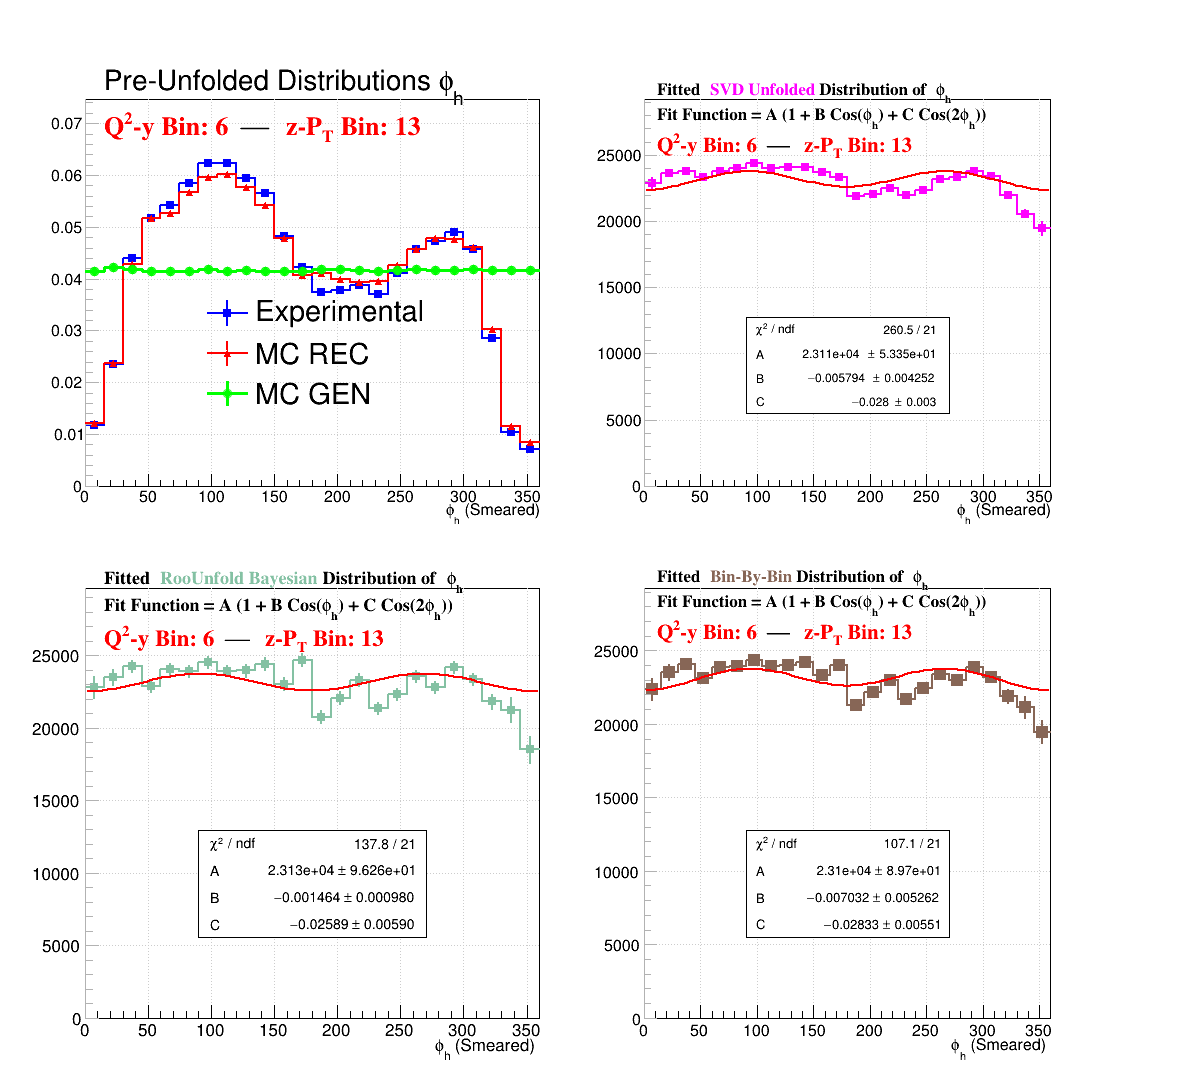 Pre-Unfolded Distributions ϕh
Q2-y Bin: 6 — z-PT Bin: 13
0.07
0.06
0.05
0.04
0.03
0.02
0.01
0
Experimental
MC REC
MC GEN
0 50 100 150 200 250 300 350
ϕh (Smeared)
Fitted SVD Unfolded Distribution of ϕh
Fit Function = A (1 + B Cos(ϕh) + C Cos(2ϕh))
Q2-y Bin: 6 — z-PT Bin: 13
25000
20000
15000
10000
5000
0
χ2 / ndf 260.5 / 21
A 2.311e+04 ± 5.335e+01
B −0.005794 ± 0.004252
C −0.028 ± 0.003
0 50 100 150 200 250 300 350
ϕh (Smeared)
Fitted RooUnfold Bayesian Distribution of ϕh
Fit Function = A (1 + B Cos(ϕh) + C Cos(2ϕh))
Q2-y Bin: 6 — z-PT Bin: 13
25000
20000
15000
10000
5000
0
χ2 / ndf 137.8 / 21
A 2.313e+04 ± 9.626e+01
B −0.001464 ± 0.000980
C −0.02589 ± 0.00590
0 50 100 150 200 250 300 350
ϕh (Smeared)
Fitted Bin-By-Bin Distribution of ϕh
Fit Function = A (1 + B Cos(ϕh) + C Cos(2ϕh))
Q2-y Bin: 6 — z-PT Bin: 13
25000
20000
15000
10000
5000
0
χ2 / ndf 107.1 / 21
A 2.31e+04 ± 8.97e+01
B −0.007032 ± 0.005262
C −0.02833 ± 0.00551
0 50 100 150 200 250 300 350
ϕh (Smeared)